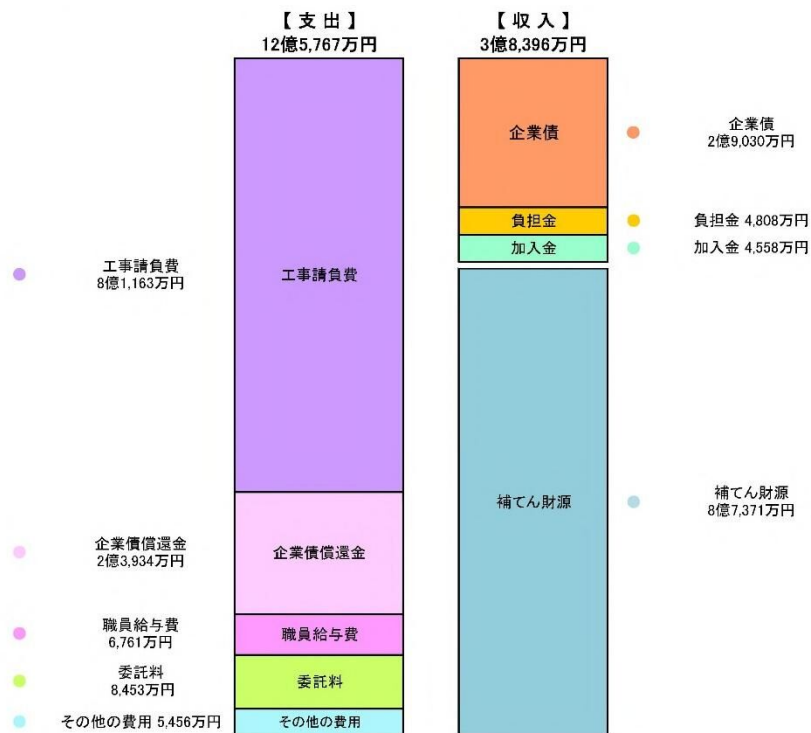 【 支 出 】
12億5,767万円
【 収 入 】
3億8,396万円
工事請負費
8億1,163万円
工事請負費
企業債償還金
2億3,934万円
企業債償還金
職員給与費
6,761万円
職員給与費
委託料
8,453万円
委託料
その他の費用 5,456万円
その他の費用
企業債
企業債
2億9,030万円
負担金
負担金 4,808万円
加入金
加入金 4,558万円
補てん財源
補てん財源
8億7,371万円